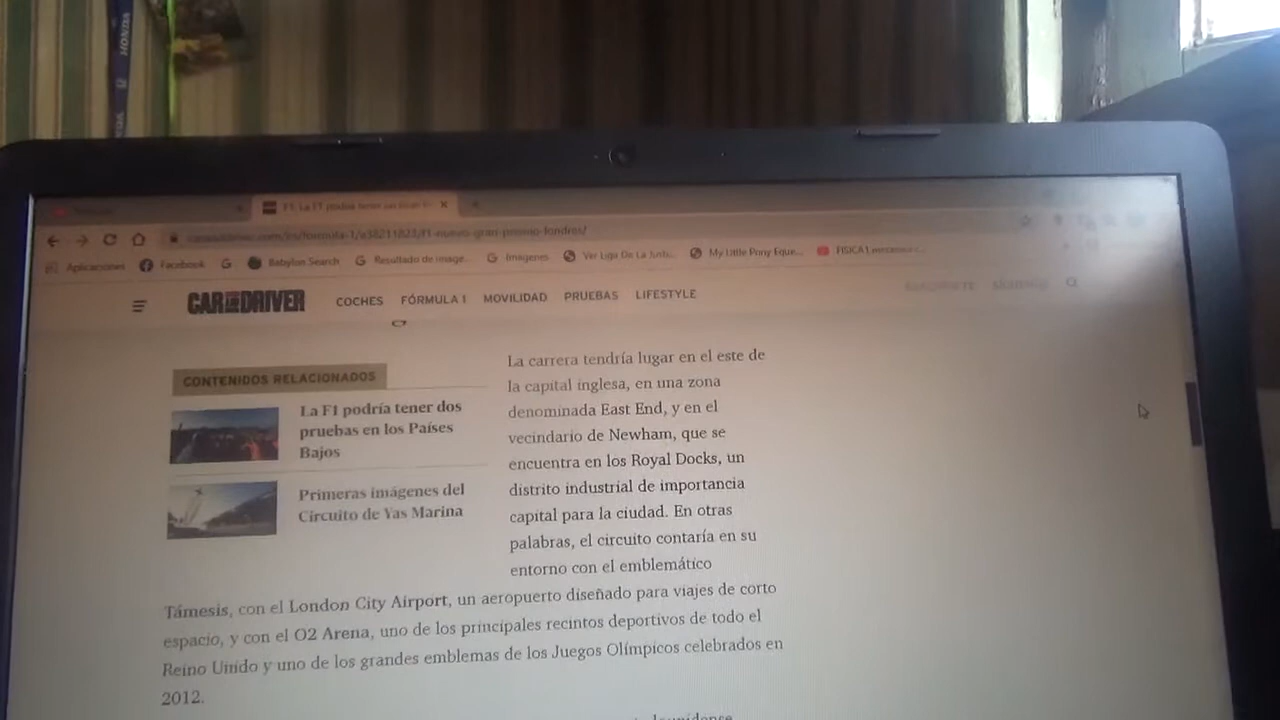 HONDA
F1: La F1 podría tener un
caranddriver.com/es/formula-1/a38211823/f1-nuevo-gran-premio-londres/
Aplicaciones Facebook Babylon Search Resultado de image... Imágenes Ver Liga De La Justi... My Little Pony Eque... FISICA I
CAR AND DRIVER COCHES FÓRMULA 1 MOVILIDAD PRUEBAS LIFESTYLE
CONTENIDOS RELACIONADOS
La F1 podría tener dos
pruebas en los Países
Bajos
Primeras imágenes del
Circuito de Yas Marina
La carrera tendría lugar en el este de
la capital inglesa, en una zona
denominada East End, y en el
vecindario de Newham, que se
encuentra en los Royal Docks, un
distrito industrial de importancia
capital para la ciudad. En otras
palabras, el circuito contaría en su
entorno con el emblemático
Támesis, con el London City Airport, un aeropuerto diseñado para viajes de corto
espacio, y con el O2 Arena, uno de los principales recintos deportivos de todo el
Reino Unido y uno de los grandes emblemas de los Juegos Olímpicos celebrados en
2012.